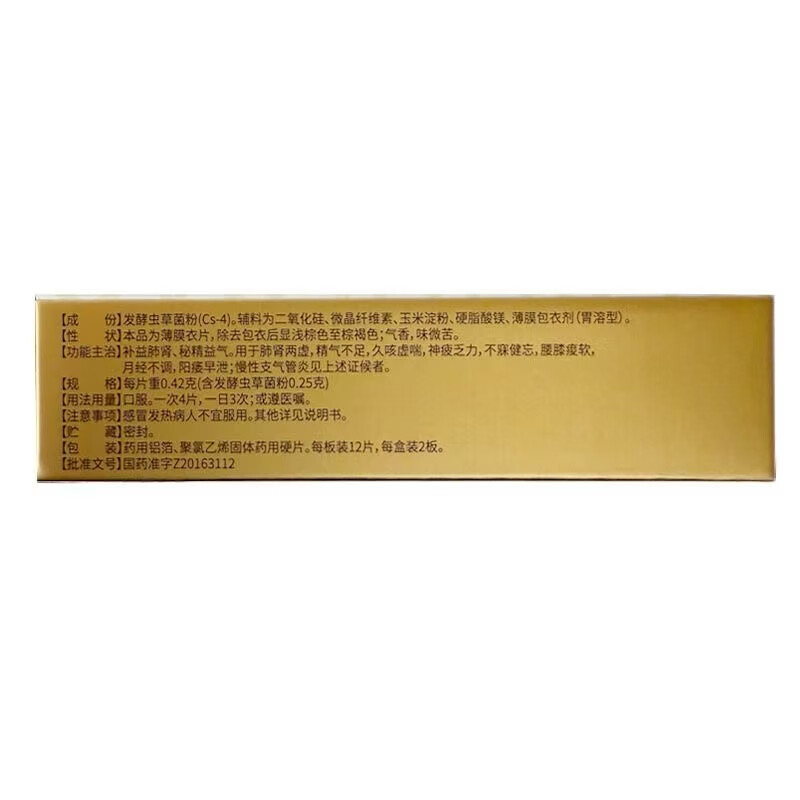 【成 份】发酵虫草菌粉(Cs-4)。辅料为二氧化硅、微晶纤维素、玉米淀粉、硬脂酸镁、薄膜包衣剂(胃溶型)。
【性 状】本品为薄膜衣片，除去包衣后显浅棕色至棕褐色；气香，味微苦。
【功能主治】补益肺肾、秘精益气。用于肺肾两虚，精气不足，久咳虚喘，神疲乏力，不寐健忘，腰膝痠软，
月经不调，阳痿早泄；慢性支气管炎见上述证候者。
【规 格】每片重0.42克(含发酵虫草菌粉0.25克)
【用法用量】口服。一次4片，一日3次；或遵医嘱。
【注意事项】感冒发热病人不宜服用。其他详见说明书。
【贮 藏】密封。
【包 装】药用铝箔、聚氯乙烯固体药用硬片。每板装12片，每盒装2板。
【批准文号】国药准字Z20163112